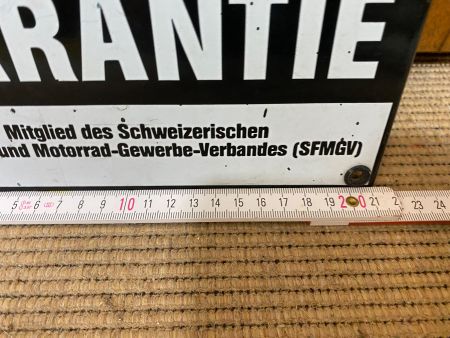 ARANTIE
Mitglied des Schweizerischen
und Motorrad-Gewerbe-Verbandes (SFMGV)
5 6 7 8 9 10 11 12 13 14 15 16 17 18 19 20 21 2 23 24